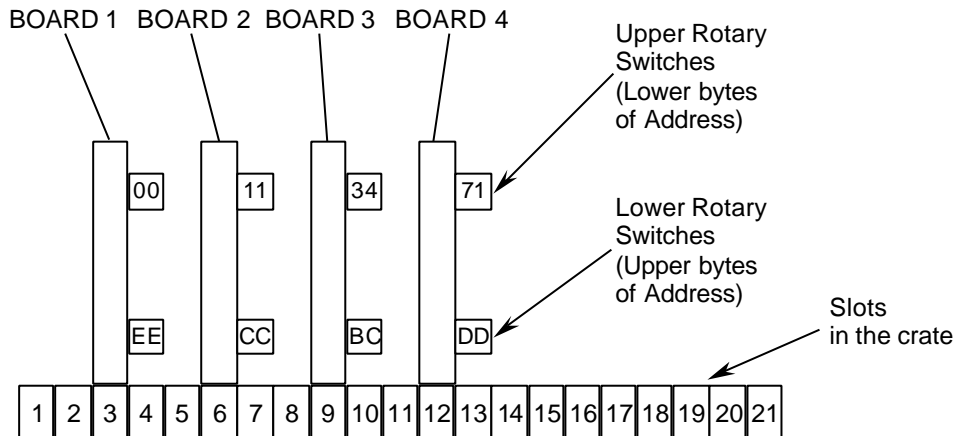 BOARD 1 BOARD 2 BOARD 3 BOARD 4
Upper Rotary
Switches
(Lower bytes
of Address)
00 11 34 71
Lower Rotary
Switches
(Upper bytes
of Address)
EE CC BC DD
Slots
in the crate
1 2 3 4 5 6 7 8 9 10 11 12 13 14 15 16 17 18 19 20 21